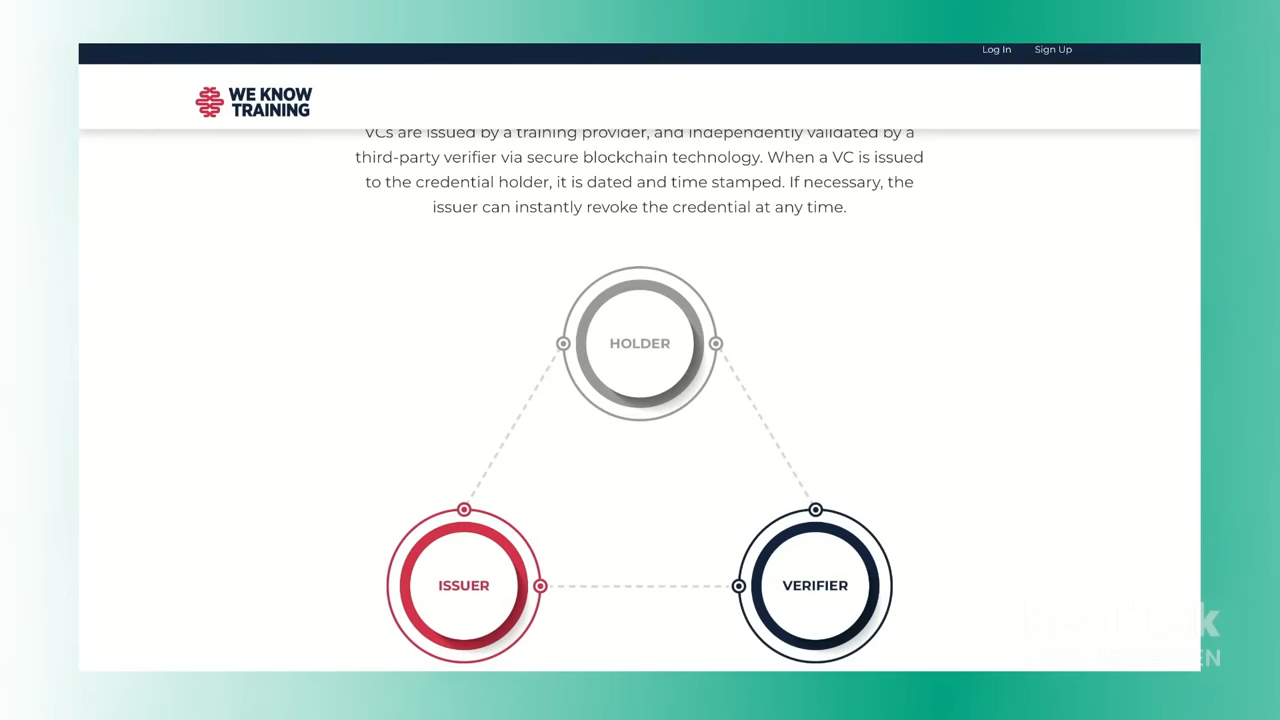 Log In Sign Up
WE KNOW
TRAINING
VCs are issued by a training provider, and independently validated by a
third-party verifier via secure blockchain technology. When a VC is issued
to the credential holder, it is dated and time stamped. If necessary, the
issuer can instantly revoke the credential at any time.
HOLDER
ISSUER
VERIFIER